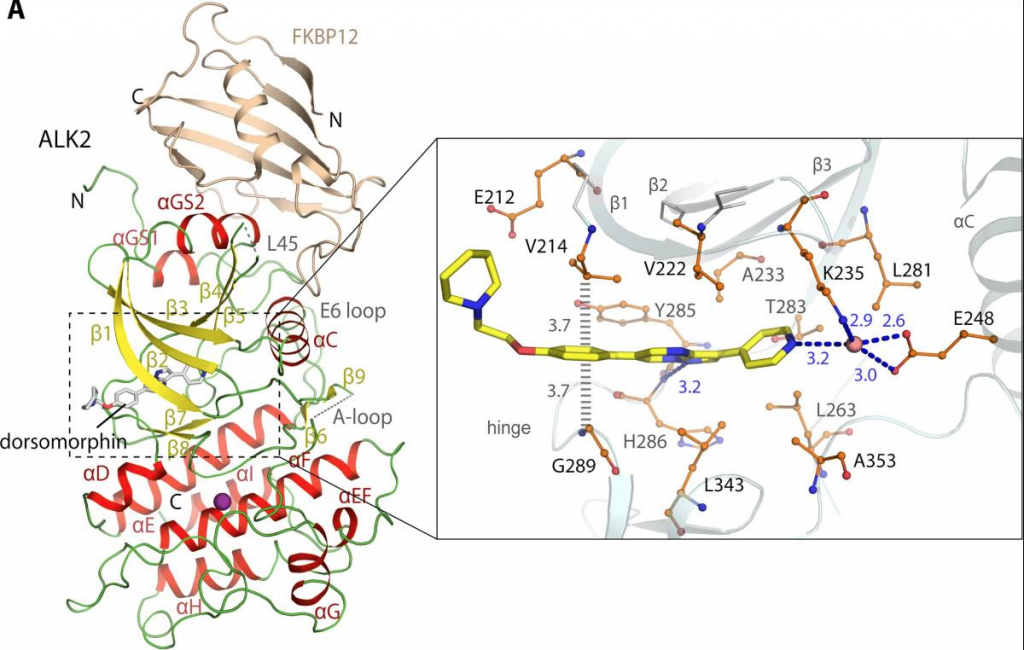 A
FKBP12
C
N
ALK2
N
αGS2
αGS1
L45
β4
β3
β5
β1
E6 loop
αC
β2
β9
A-loop
β7
β6
dorsomorphin
β8
αF
αD
αI
αEF
C
αE
αH
αG
β3
β2
β1
E212
αC
V214
V222
A233
K235
L281
Y285
T283
E248
3.7
2.9
2.6
3.2
3.0
3.7
3.2
L263
hinge
H286
A353
G289
L343